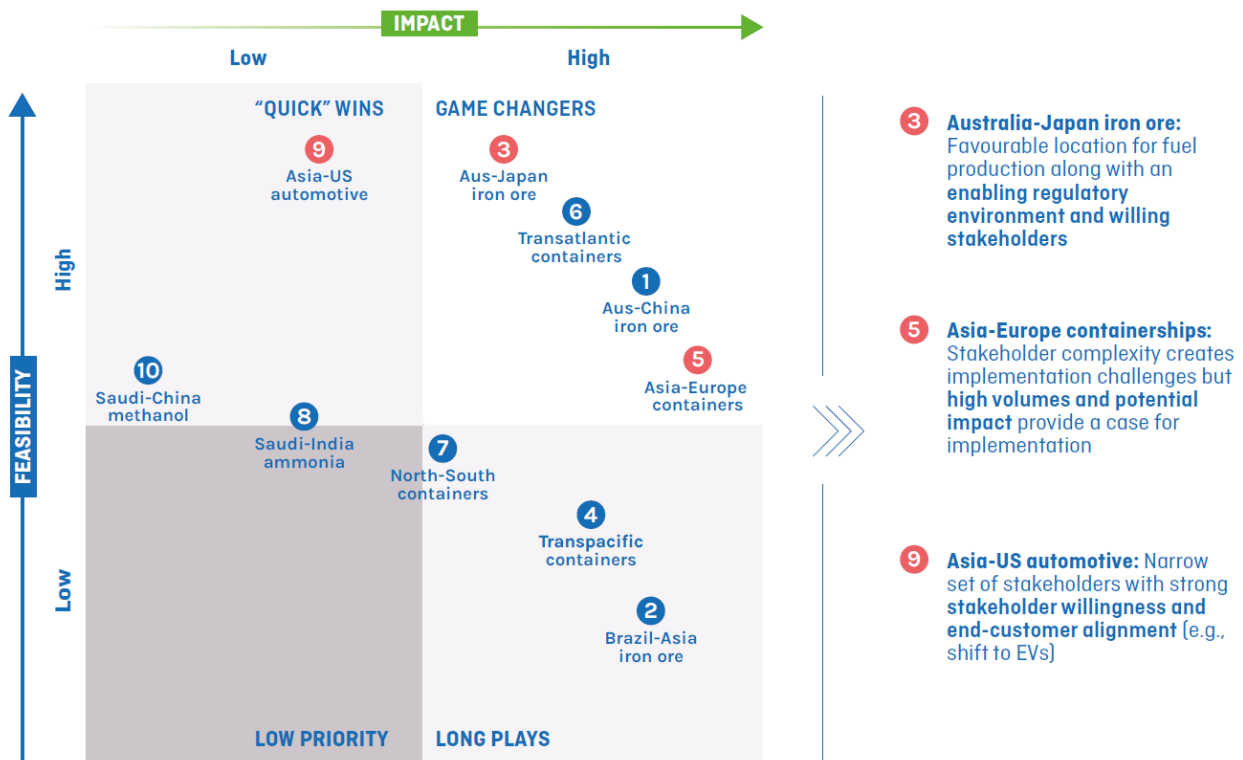 IMPACT
Low
High
FEASIBILITY
High
Low
“QUICK” WINS
GAME CHANGERS
9
Asia-US
automotive
3
Aus-Japan
iron ore
6
Transatlantic
containers
1
Aus-China
iron ore
5
Asia-Europe
containers
10
Saudi-China
methanol
8
Saudi-India
ammonia
7
North-South
containers
4
Transpacific
containers
2
Brazil-Asia
iron ore
LOW PRIORITY
LONG PLAYS
3
Australia-Japan iron ore:
Favourable location for fuel
production along with an
enabling regulatory
environment and willing
stakeholders
5
Asia-Europe containerships:
Stakeholder complexity creates
implementation challenges but
high volumes and potential
impact provide a case for
implementation
9
Asia-US automotive: Narrow
set of stakeholders with strong
stakeholder willingness and
end-customer alignment (e.g.,
shift to EVs)